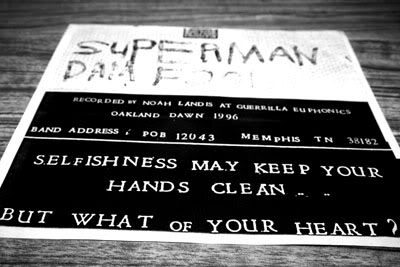 SUPERMAN
DAM FOOL
RECORDED BY NOAH LANDIS AT GUERRILLA EUPHONICS
OAKLAND DAWN 1996
BAND ADDRESS: POB 12043 MEMPHIS TN 38182
SELFISHNESS MAY KEEP YOUR
HANDS CLEAN .. ..
BUT WHAT OF YOUR HEART?